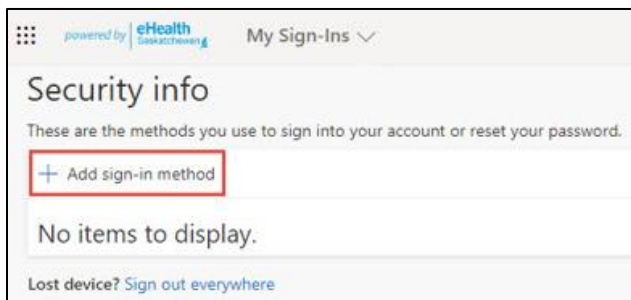 powered by eHealth Saskatchewan My Sign-Ins
Security info
These are the methods you use to sign into your account or reset your password.
+ Add sign-in method
No items to display.
Lost device? Sign out everywhere